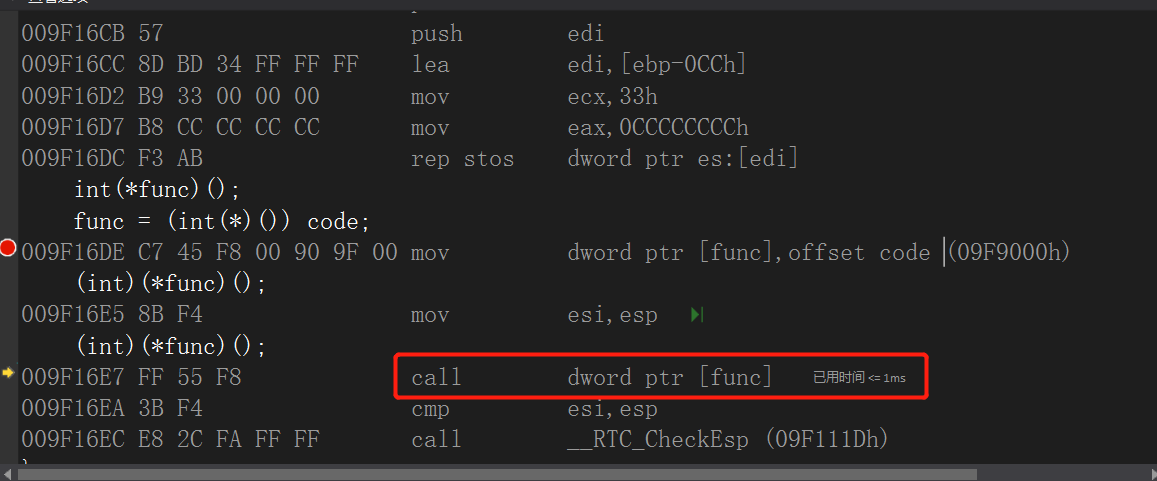 009F16CB 57 push edi
009F16CC 8D BD 34 FF FF FF lea edi,[ebp-0CCh]
009F16D2 B9 33 00 00 00 mov ecx,33h
009F16D7 B8 CC CC CC CC mov eax,0CCCCCCCCh
009F16DC F3 AB rep stos dword ptr es:[edi]
int(*func)();
func = (int(*)()) code;
009F16DE C7 45 F8 00 90 9F 00 mov dword ptr [func],offset code (09F9000h)
(int)(*func)();
009F16E5 8B F4 mov esi,esp
(int)(*func)();
009F16E7 FF 55 F8 call dword ptr [func] 已用时间 <= 1ms
009F16EA 3B F4 cmp esi,esp
009F16EC E8 2C FA FF FF call __RTC_CheckEsp (09F111Dh)